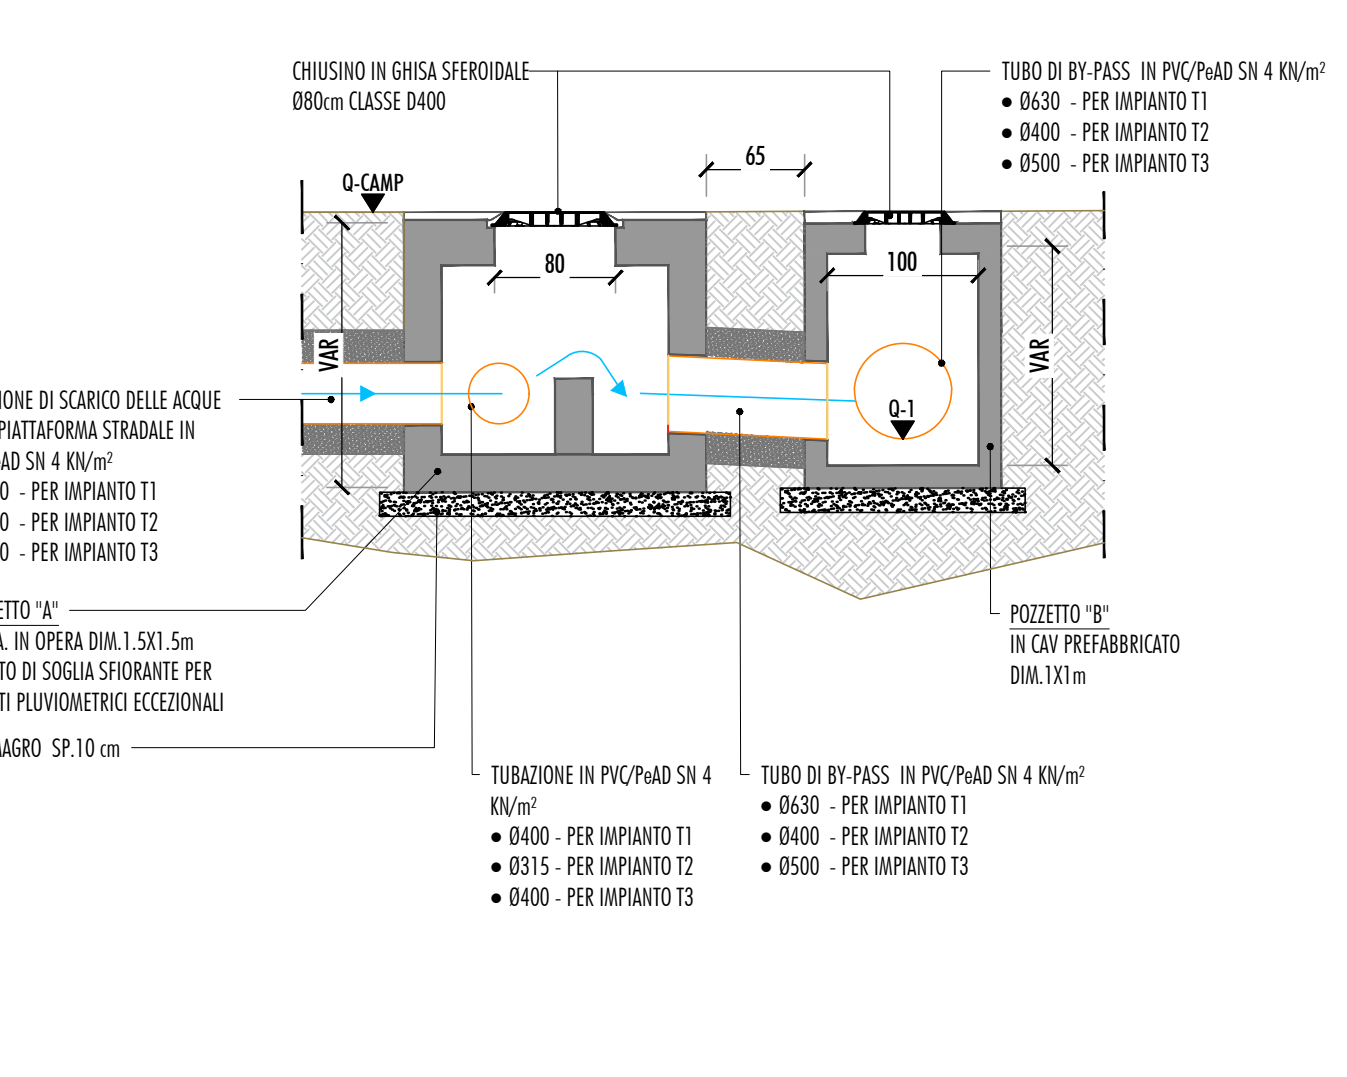 CHIUSINO IN GHISA SFEROIDALE
Ø80cm CLASSE D400
TUBO DI BY-PASS IN PVC/PeAD SN 4 KN/m²
● Ø630 - PER IMPIANTO T1
● Ø400 - PER IMPIANTO T2
● Ø500 - PER IMPIANTO T3
65
Q-CAMP
80
100
VAR
VAR
Q-1
IONE DI SCARICO DELLE ACQUE
PIATTAFORMA STRADALE IN
AD SN 4 KN/m²
0 - PER IMPIANTO T1
0 - PER IMPIANTO T2
0 - PER IMPIANTO T3
ETTO "A"
A. IN OPERA DIM.1.5X1.5m
TO DI SOGLIA SFIORANTE PER
TI PLUVIOMETRICI ECCEZIONALI
MAGRO SP.10 cm
POZZETTO "B"
IN CAV PREFABBRICATO
DIM.1X1m
TUBAZIONE IN PVC/PeAD SN 4
KN/m²
● Ø400 - PER IMPIANTO T1
● Ø315 - PER IMPIANTO T2
● Ø400 - PER IMPIANTO T3
TUBO DI BY-PASS IN PVC/PeAD SN 4 KN/m²
● Ø630 - PER IMPIANTO T1
● Ø400 - PER IMPIANTO T2
● Ø500 - PER IMPIANTO T3